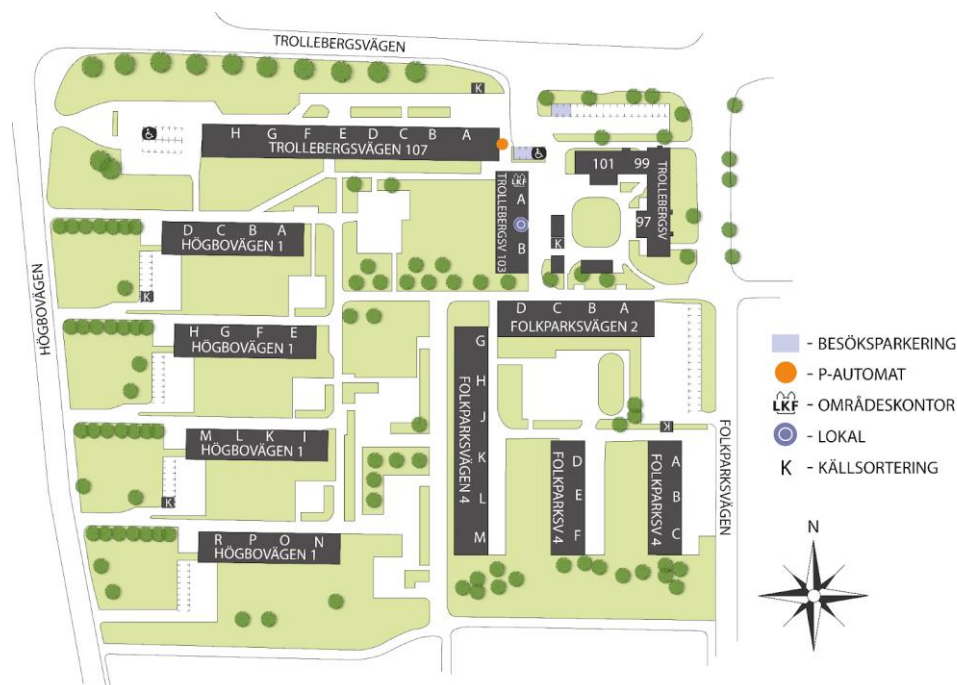 TROLLEBERGSVÄGEN
K
H G F E D C B A
TROLLEBERGSVÄGEN 107
101 99
TROLLEBERGSV
97
LKF
A
B
TROLLEBERGSV 103
K
D C B A
HÖGBOVÄGEN 1
K
HÖGBOVÄGEN
H G F E
HÖGBOVÄGEN 1
D C B A
FOLKPARKSVÄGEN 2
G
H
J
K
L
M
FOLKPARKSVÄGEN 4
K
M L K I
HÖGBOVÄGEN 1
K
D
E
F
FOLKPARKSV 4
A
B
C
FOLKPARKSV 4
FOLKPARKSVÄGEN
R P O N
HÖGBOVÄGEN 1
- BESÖKSPARKERING
- P-AUTOMAT
LKF - OMRÅDESKONTOR
- LOKAL
K - KÄLLSORTERING
N